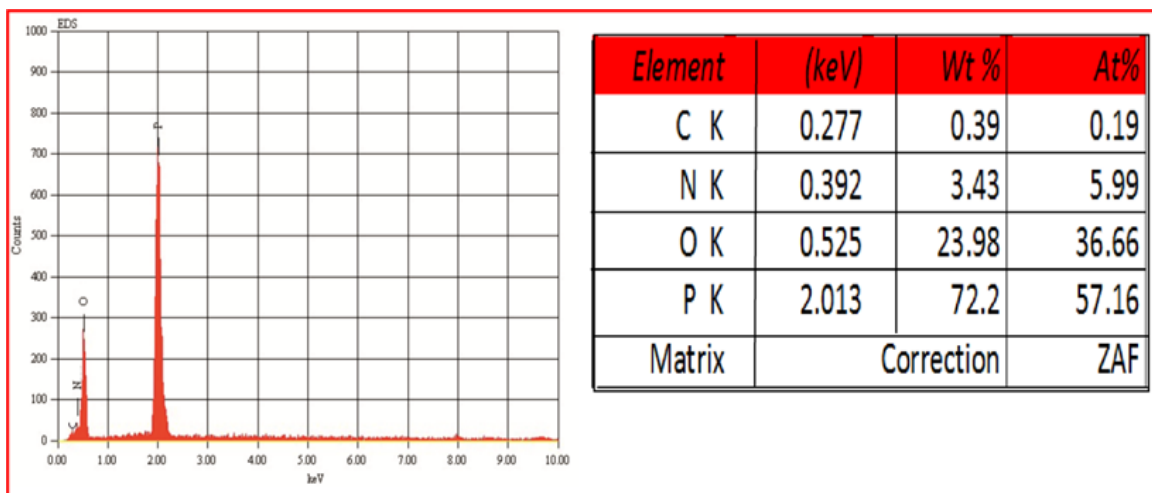 EDS
1000
900
800
700
600
500
400
300
200
100
0
Counts
C
N
O
P
0.00 1.00 2.00 3.00 4.00 5.00 6.00 7.00 8.00 9.00 10.00
keV
Element (keV) Wt % At%
C K 0.277 0.39 0.19
N K 0.392 3.43 5.99
O K 0.525 23.98 36.66
P K 2.013 72.2 57.16
Matrix Correction ZAF